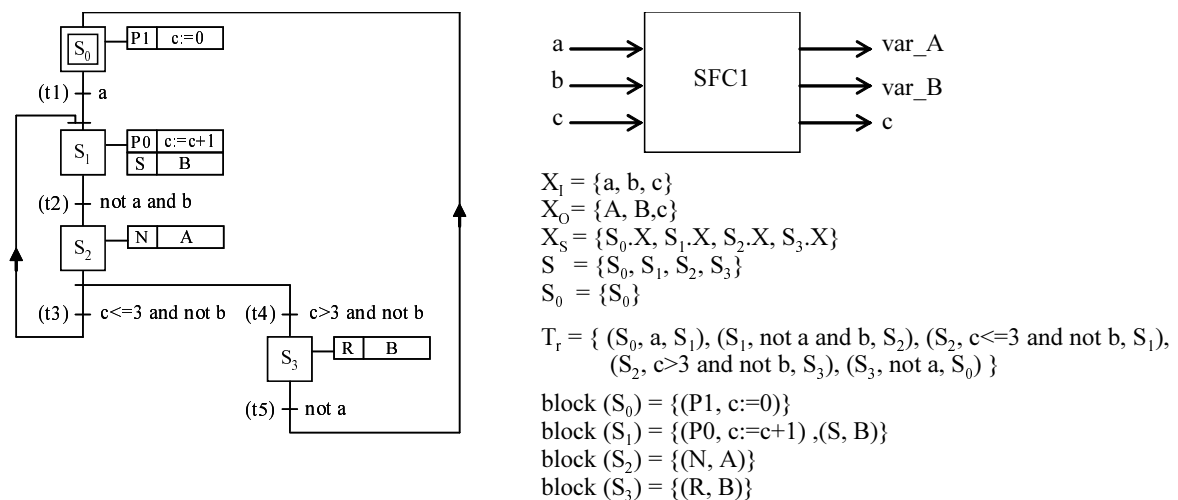 S₀
P1 c:=0
(t1) a
S₁
P0 c:=c+1
S B
(t2) not a and b
S₂
N A
(t3) c<=3 and not b
(t4) c>3 and not b
S₃
R B
(t5) not a
a
b
c
SFC1
var_A
var_B
c
X_I = {a, b, c}
X_O = {A, B,c}
X_S = {S₀.X, S₁.X, S₂.X, S₃.X}
S = {S₀, S₁, S₂, S₃}
S₀ = {S₀}
T_r = { (S₀, a, S₁), (S₁, not a and b, S₂), (S₂, c<=3 and not b, S₁),
(S₂, c>3 and not b, S₃), (S₃, not a, S₀) }
block (S₀) = {(P1, c:=0)}
block (S₁) = {(P0, c:=c+1) ,(S, B)}
block (S₂) = {(N, A)}
block (S₃) = {(R, B)}